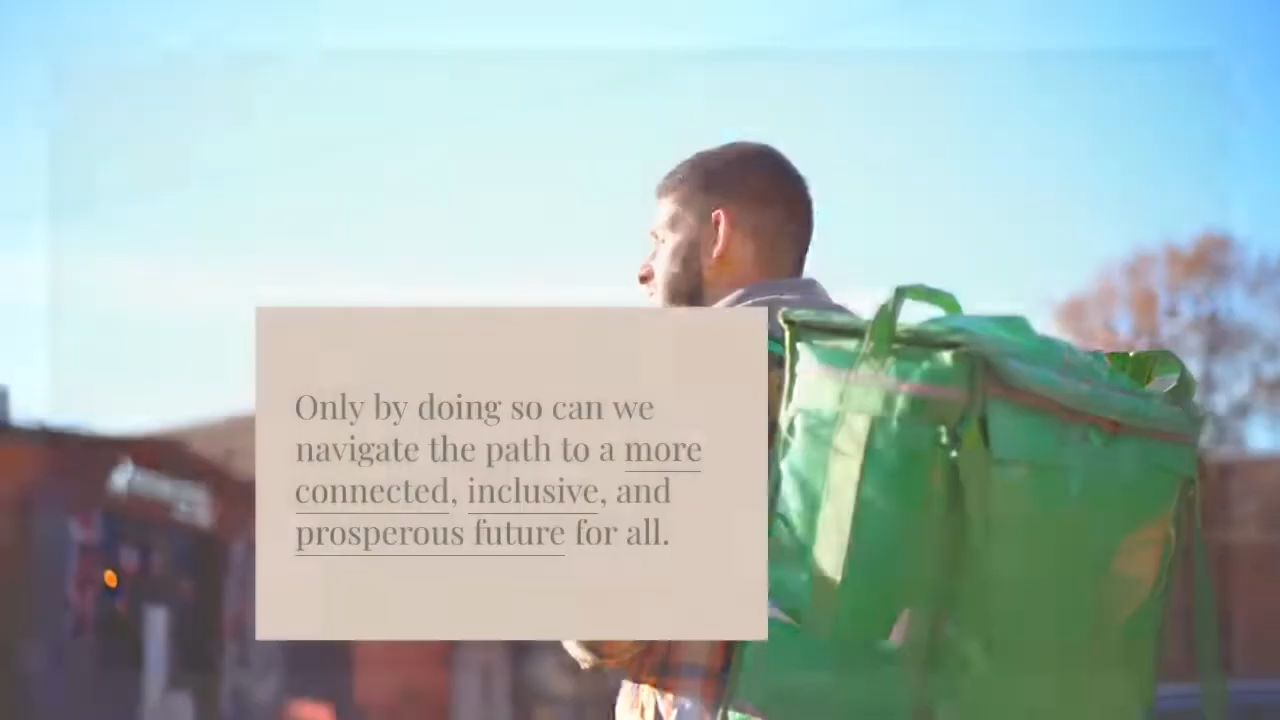 Only by doing so can we
navigate the path to a more
connected, inclusive, and
prosperous future for all.